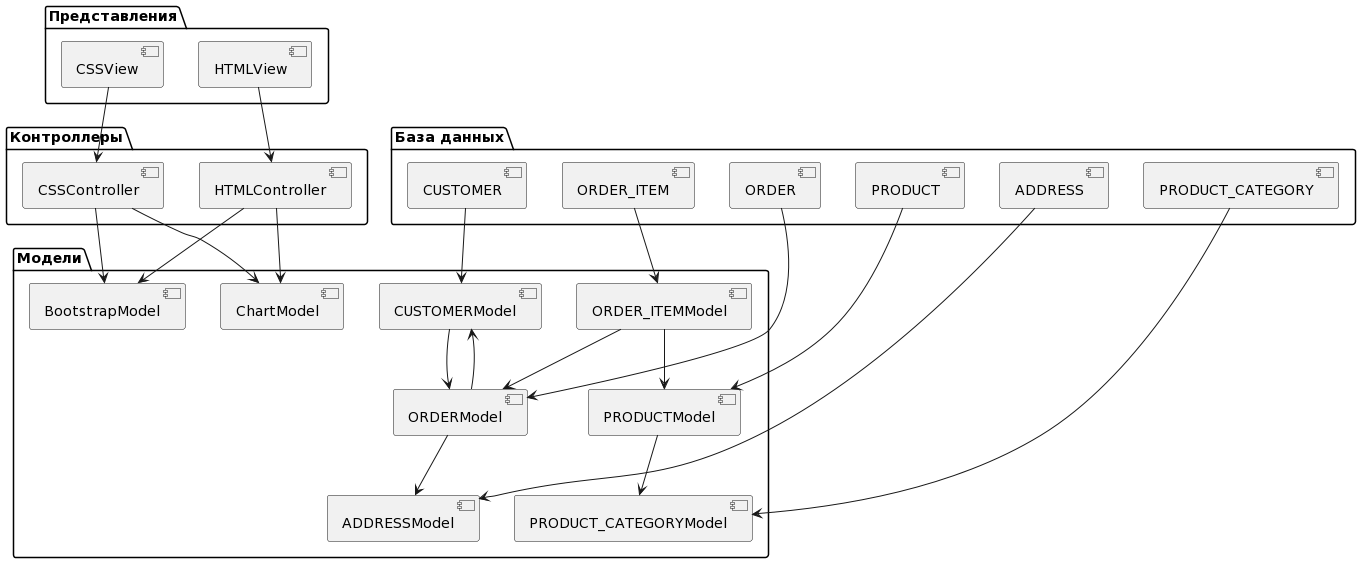 Представления
CSSView
HTMLView
Контроллеры
CSSController
HTMLController
База данных
CUSTOMER
ORDER_ITEM
ORDER
PRODUCT
ADDRESS
PRODUCT_CATEGORY
Модели
BootstrapModel
ChartModel
CUSTOMERModel
ORDER_ITEMModel
ORDERModel
PRODUCTModel
ADDRESSModel
PRODUCT_CATEGORYModel